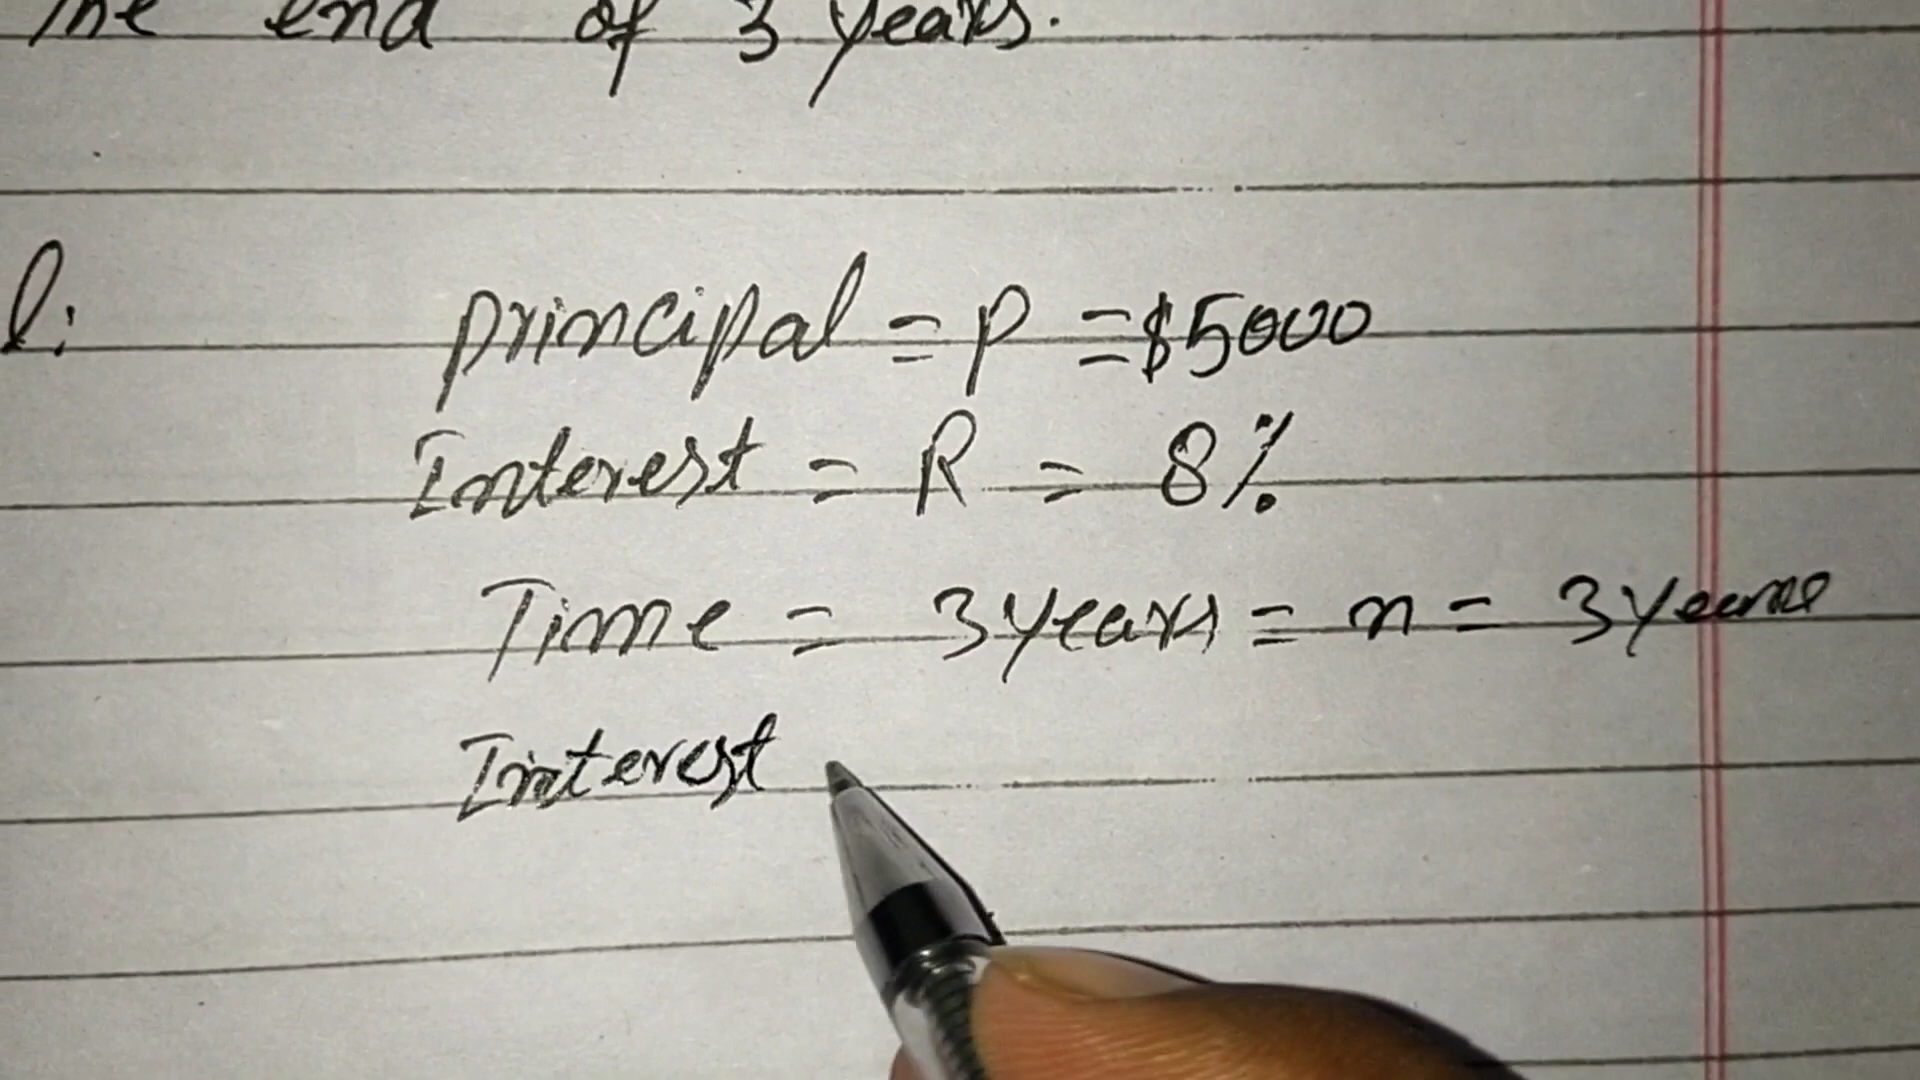 the end of 3 years.
l:
principal = P = $5000
Interest = R = 8%
Time = 3 years = n = 3 years
Interest